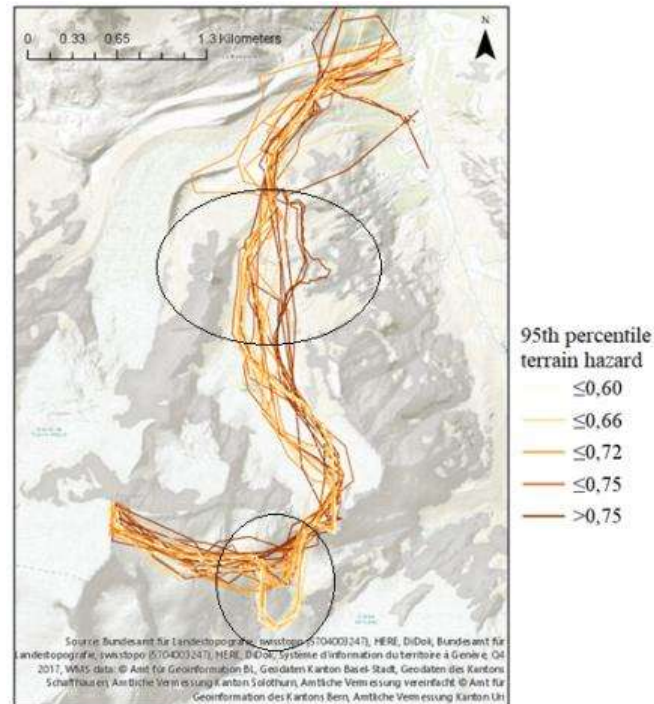 N
0 0.33 0.65 1.3 Kilometers
95th percentile
terrain hazard
≤0,60
≤0,66
≤0,72
≤0,75
>0,75
Source: Bundesamt für Landestopografie, swisstopo (5704003247), HERE, DiDok, Bundesamt für
Landestopografie, swisstopo (5704003247), HERE, DiDok, Système d'information du territoire à Genève, Q4
2017, WMS data: © Amt für Geoinformation BL, Geodaten Kanton Basel-Stadt, Geodaten des Kantons
Schaffhausen, Amtliche Vermessung Kanton Solothurn, Amtliche Vermessung vereinfacht © Amt für
Geoinformation des Kantons Bern, Amtliche Vermessung Kanton Uri